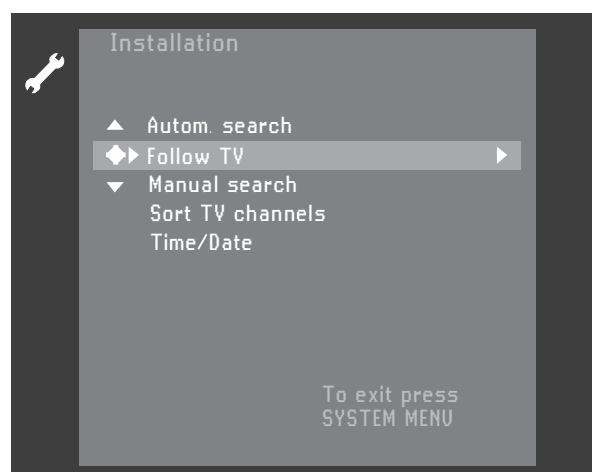 Installation
Autom. search
Follow TV
Manual search
Sort TV channels
Time/Date
To exit press
SYSTEM MENU